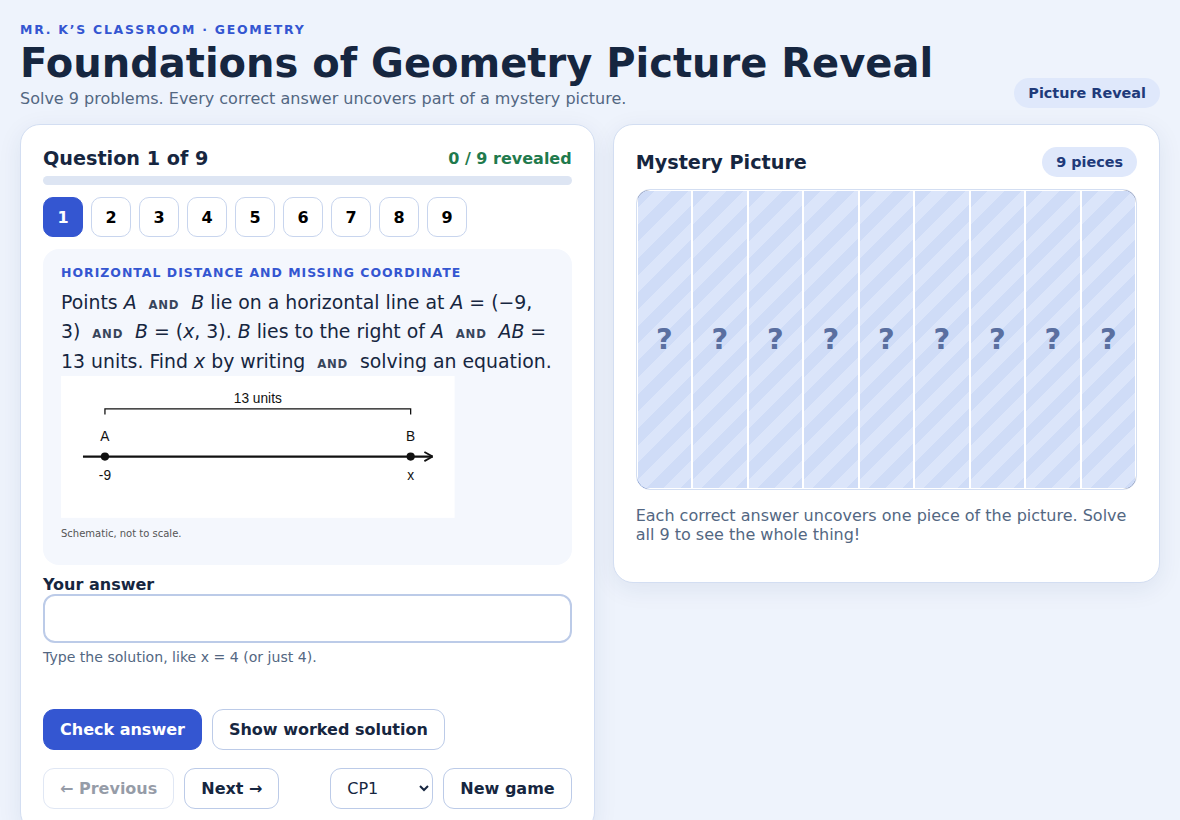 MR. K'S CLASSROOM · GEOMETRY
Foundations of Geometry Picture Reveal
Solve 9 problems. Every correct answer uncovers part of a mystery picture.
Picture Reveal
Question 1 of 9
0 / 9 revealed
1 2 3 4 5 6 7 8 9
HORIZONTAL DISTANCE AND MISSING COORDINATE
Points A AND B lie on a horizontal line at A = (−9,
3) AND B = (x, 3). B lies to the right of A AND AB =
13 units. Find x by writing AND solving an equation.
13 units
A B
-9 x
Schematic, not to scale.
Your answer
Type the solution, like x = 4 (or just 4).
Check answer
Show worked solution
← Previous
Next →
CP1
New game
Mystery Picture
9 pieces
? ? ? ? ? ? ? ? ?
Each correct answer uncovers one piece of the picture. Solve
all 9 to see the whole thing!